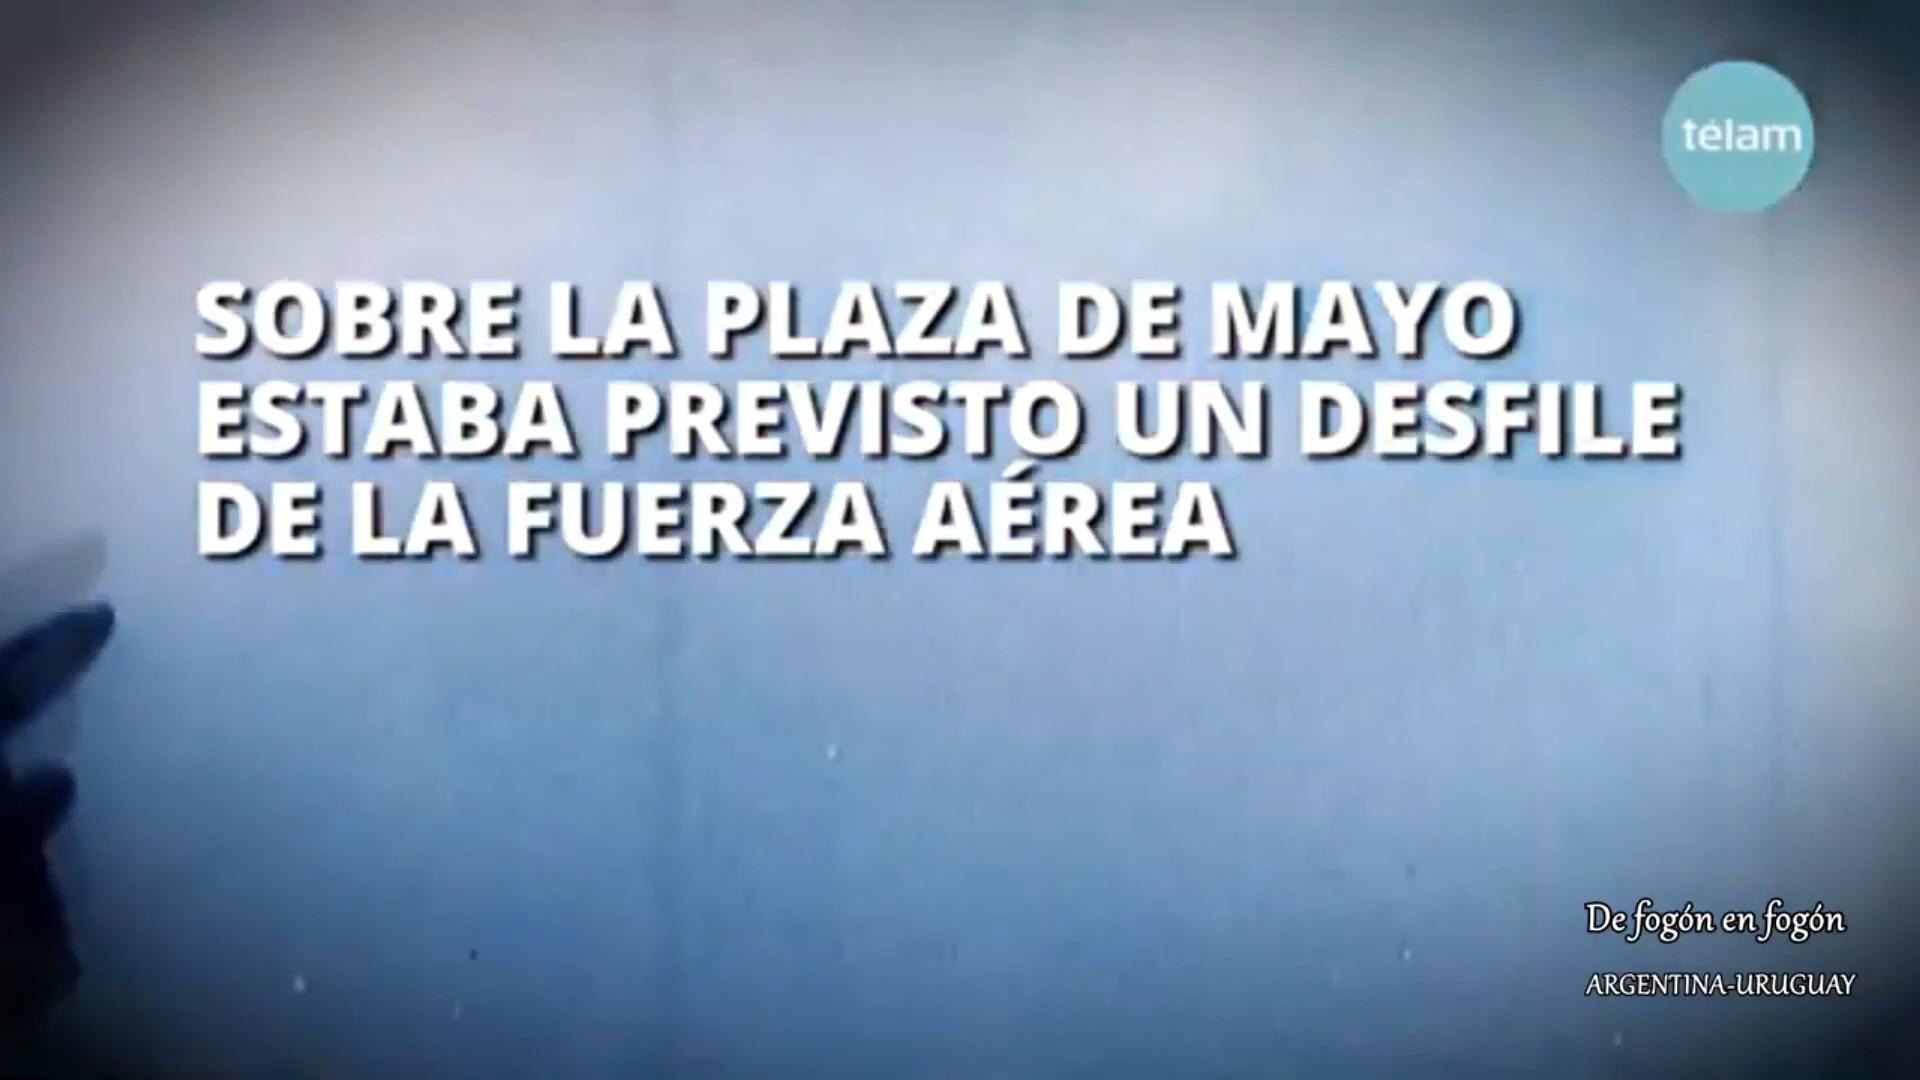 télam
SOBRE LA PLAZA DE MAYO
ESTABA PREVISTO UN DESFILE
DE LA FUERZA AÉREA
De fogón en fogón
ARGENTINA-URUGUAY